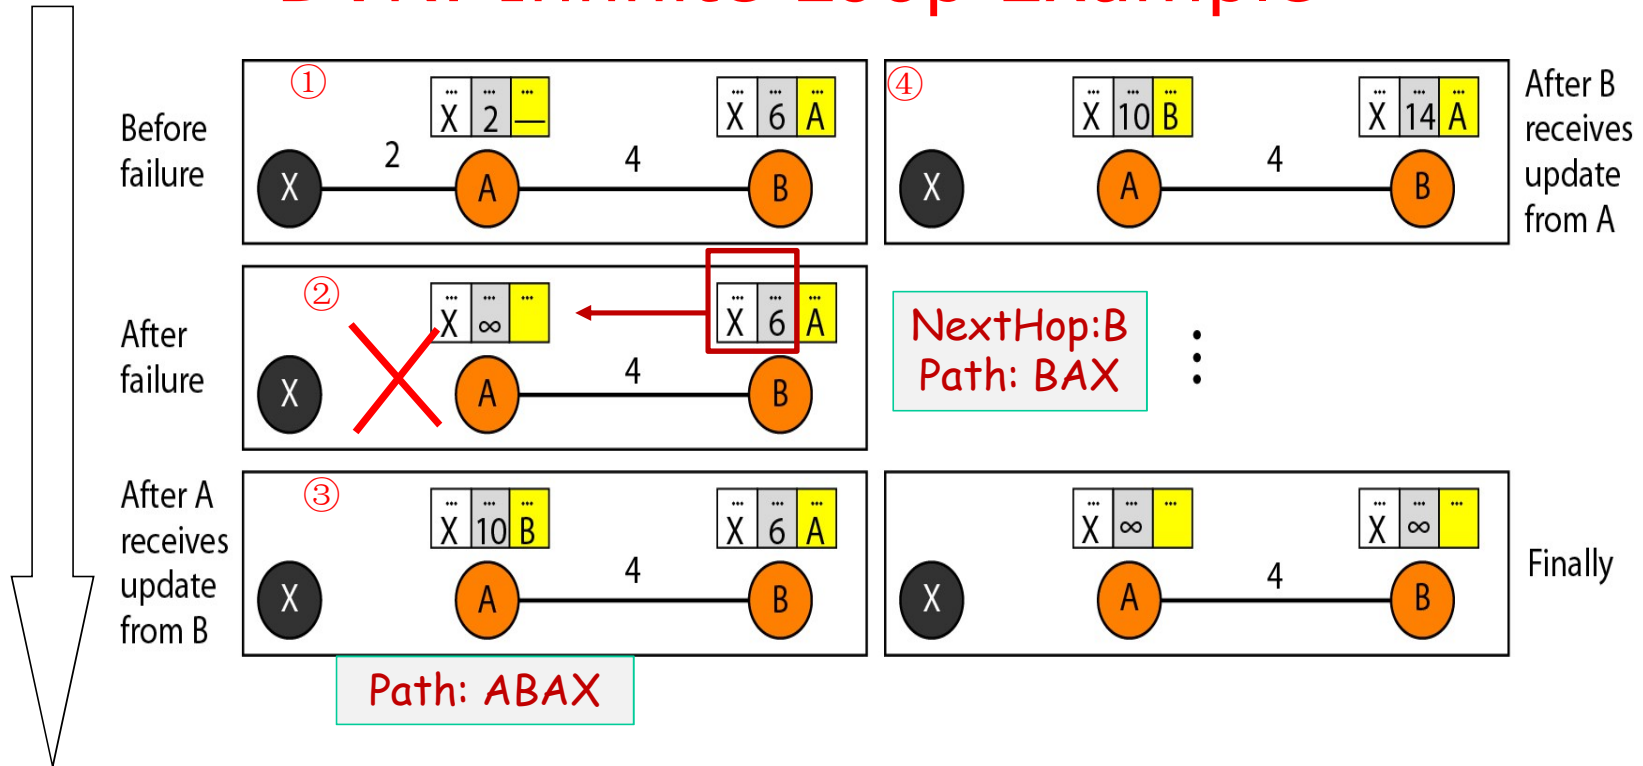 ①
Before
failure
... ... ...
X 2 —
... ... ...
X 6 A
2
4
X
A
B
②
After
failure
... ... ...
X ∞
... ... ...
X 6 A
4
X
A
B
③
After A
receives
update
from B
... ... ...
X 10 B
... ... ...
X 6 A
4
X
A
B
Path: ABAX
④
After B
receives
update
from A
... ... ...
X 10 B
... ... ...
X 14 A
4
X
A
B
NextHop:B
Path: BAX
⋮
Finally
... ... ...
X ∞
... ... ...
X ∞
4
X
A
B